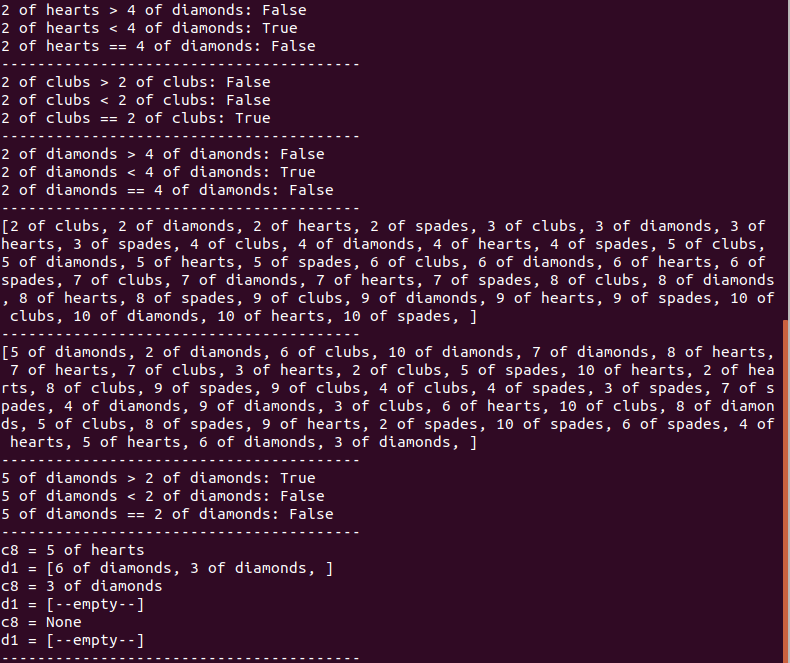 2 of hearts > 4 of diamonds: False
2 of hearts < 4 of diamonds: True
2 of hearts == 4 of diamonds: False
----------------------------------------
2 of clubs > 2 of clubs: False
2 of clubs < 2 of clubs: False
2 of clubs == 2 of clubs: True
----------------------------------------
2 of diamonds > 4 of diamonds: False
2 of diamonds < 4 of diamonds: True
2 of diamonds == 4 of diamonds: False
----------------------------------------
[2 of clubs, 2 of diamonds, 2 of hearts, 2 of spades, 3 of clubs, 3 of diamonds, 3 of
hearts, 3 of spades, 4 of clubs, 4 of diamonds, 4 of hearts, 4 of spades, 5 of clubs,
5 of diamonds, 5 of hearts, 5 of spades, 6 of clubs, 6 of diamonds, 6 of hearts, 6 of
spades, 7 of clubs, 7 of diamonds, 7 of hearts, 7 of spades, 8 of clubs, 8 of diamonds
, 8 of hearts, 8 of spades, 9 of clubs, 9 of diamonds, 9 of hearts, 9 of spades, 10 of
 clubs, 10 of diamonds, 10 of hearts, 10 of spades, ]
----------------------------------------
[5 of diamonds, 2 of diamonds, 6 of clubs, 10 of diamonds, 7 of diamonds, 8 of hearts,
 7 of hearts, 7 of clubs, 3 of hearts, 2 of clubs, 5 of spades, 10 of hearts, 2 of hea
rts, 8 of clubs, 9 of spades, 9 of clubs, 4 of clubs, 4 of spades, 3 of spades, 7 of s
pades, 4 of diamonds, 9 of diamonds, 3 of clubs, 6 of hearts, 10 of clubs, 8 of diamon
ds, 5 of clubs, 8 of spades, 9 of hearts, 2 of spades, 10 of spades, 6 of spades, 4 of
 hearts, 5 of hearts, 6 of diamonds, 3 of diamonds, ]
----------------------------------------
5 of diamonds > 2 of diamonds: True
5 of diamonds < 2 of diamonds: False
5 of diamonds == 2 of diamonds: False
----------------------------------------
c8 = 5 of hearts
d1 = [6 of diamonds, 3 of diamonds, ]
c8 = 3 of diamonds
d1 = [--empty--]
c8 = None
d1 = [--empty--]
----------------------------------------